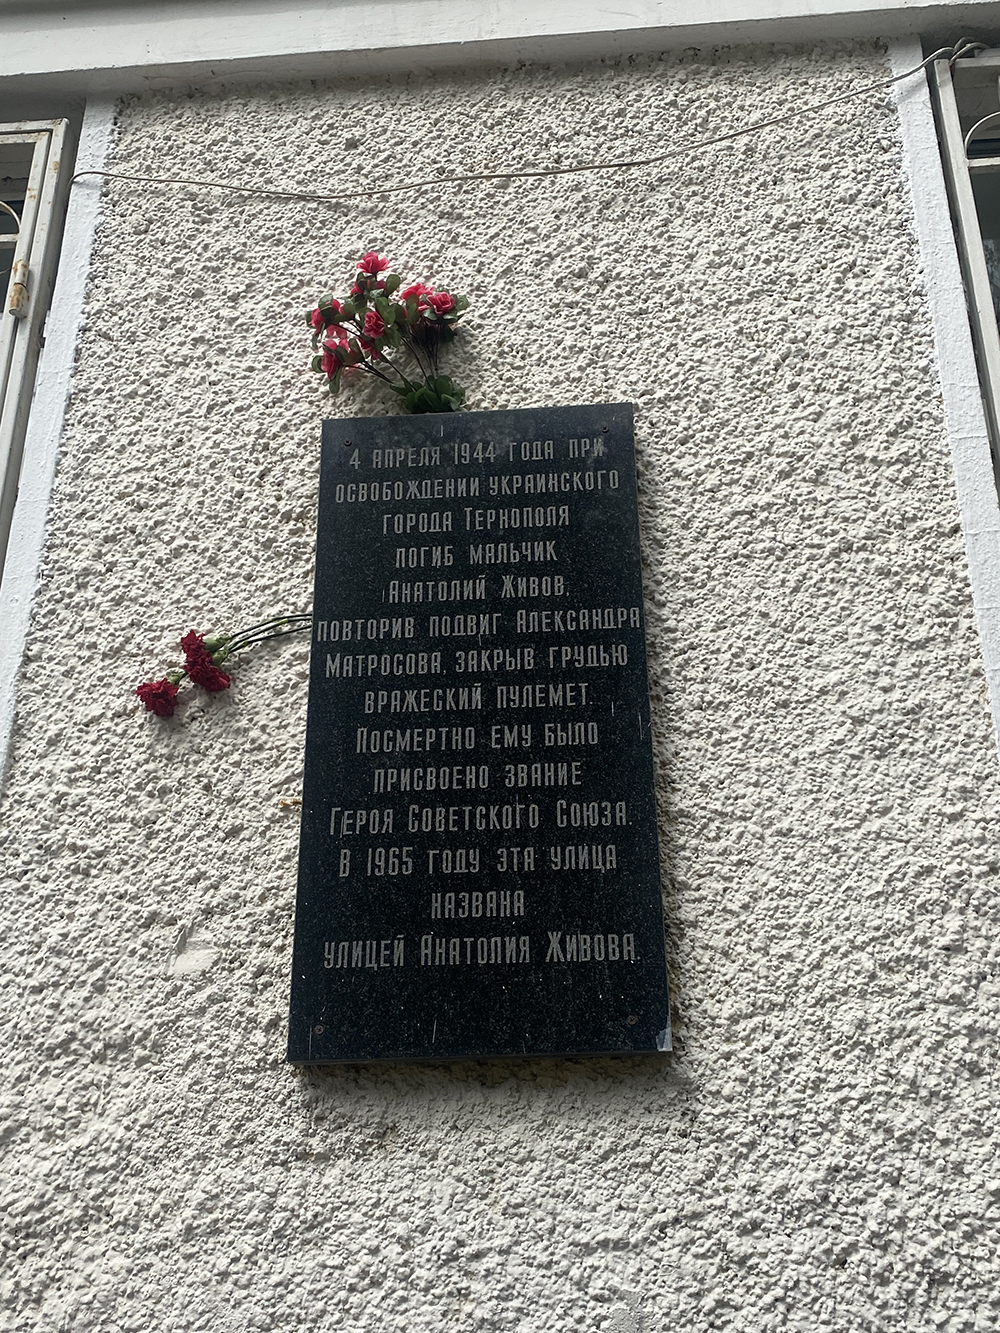 4 апреля 1944 года при
освобождении украинского
города Тернополя
погиб мальчик
Анатолий Живов,
повторив подвиг Александра
Матросова, закрыв грудью
вражеский пулемет.
Посмертно ему было
присвоено звание
Героя Советского Союза.
В 1965 году эта улица
названа
улицей Анатолия Живова.